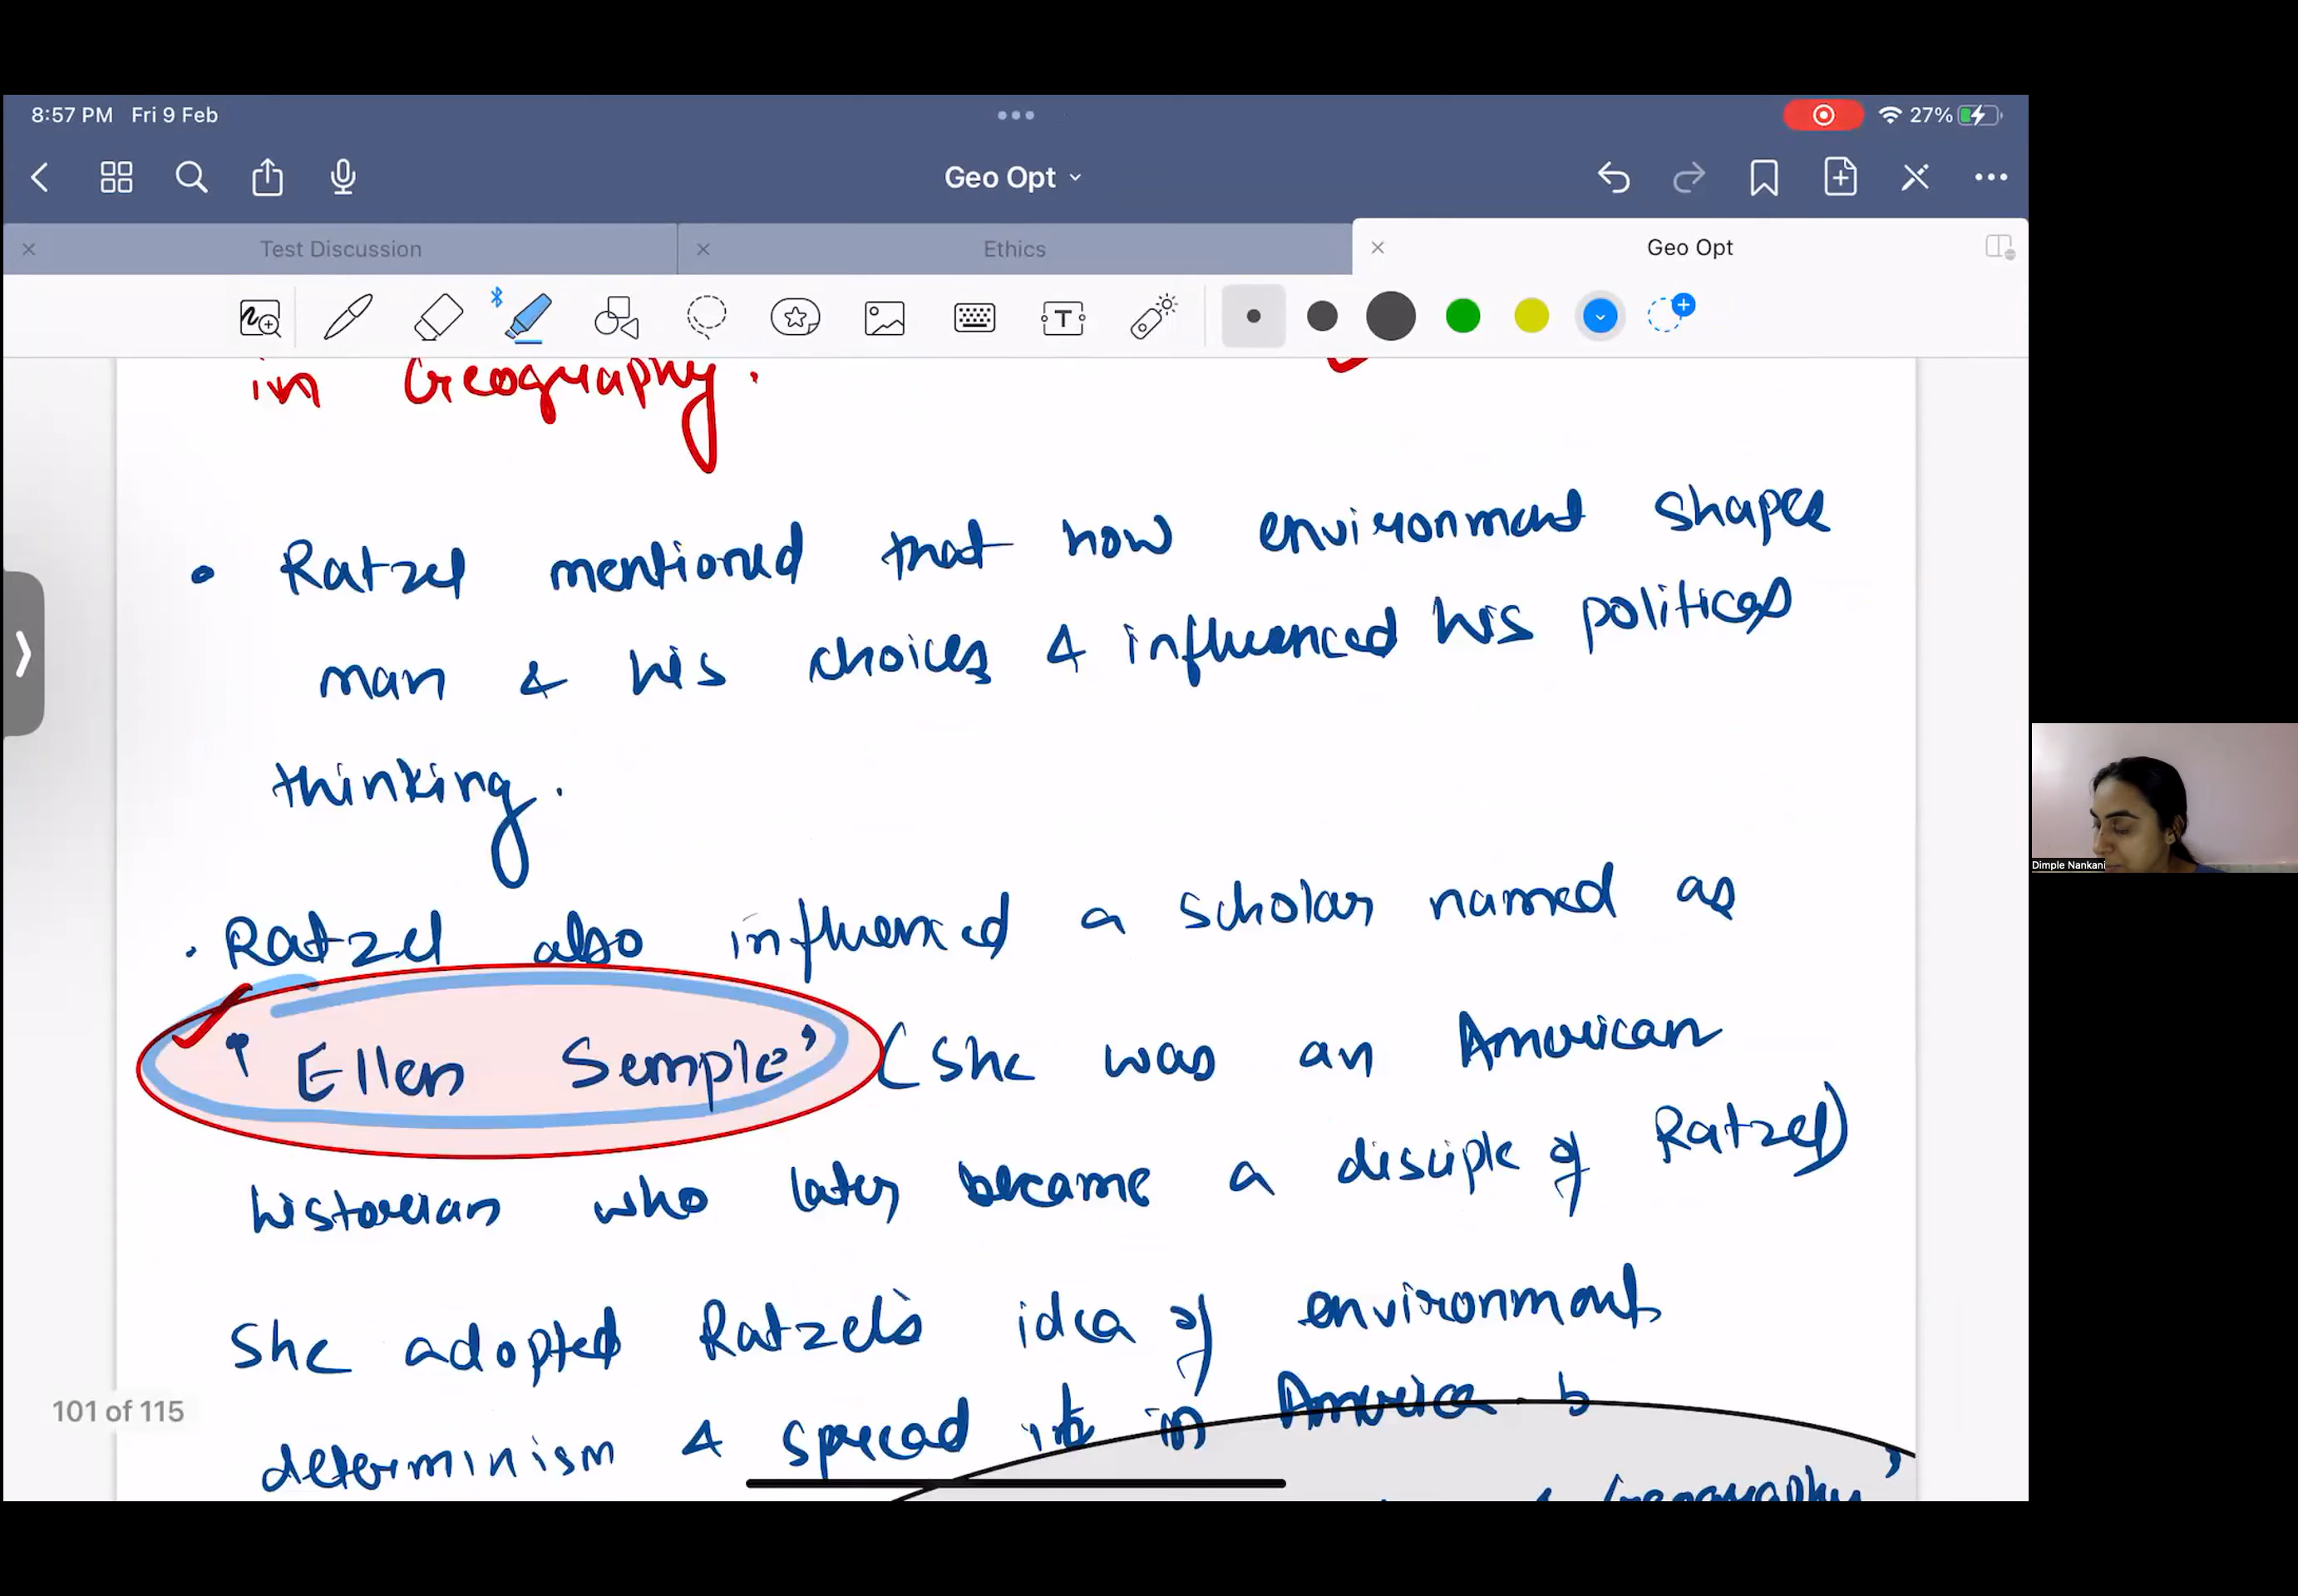 8:57 PM Fri 9 Feb
27%
Geo Opt
Test Discussion
Ethics
Geo Opt
T
in Geography.
• Ratzel mentioned that how environment shapes
man & his choices & influenced his political
thinking.
. Ratzel also influenced a scholar named as
'Ellen Semple' (she was an American
historian who later became a disciple of Ratzel)
She adopted Ratzel's idea of environment
determinism & spread it in America.
Geography'
101 of 115
Dimple Nankani